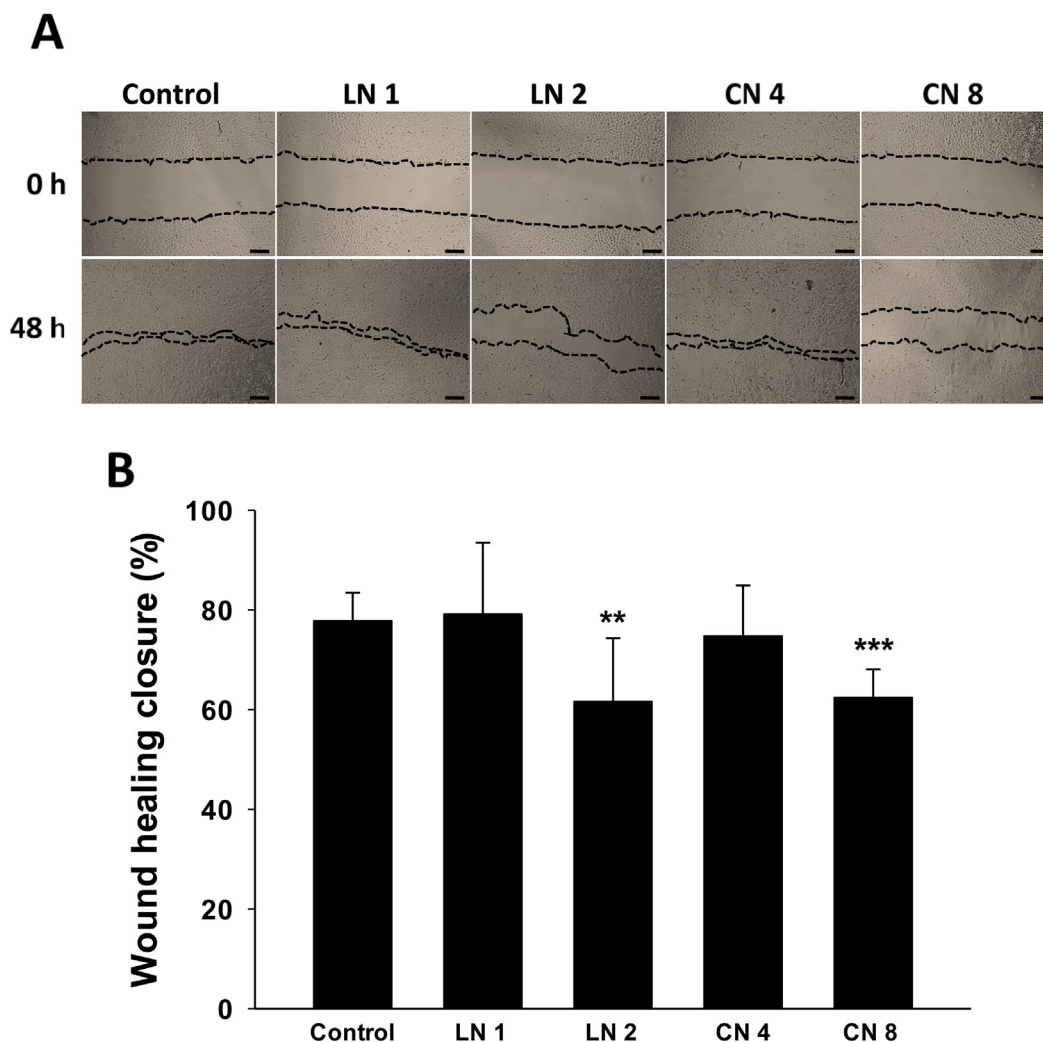 A
Control LN 1 LN 2 CN 4 CN 8
0 h
48 h
B
Wound healing closure (%)
100
80
60
40
20
0
**
***
Control LN 1 LN 2 CN 4 CN 8